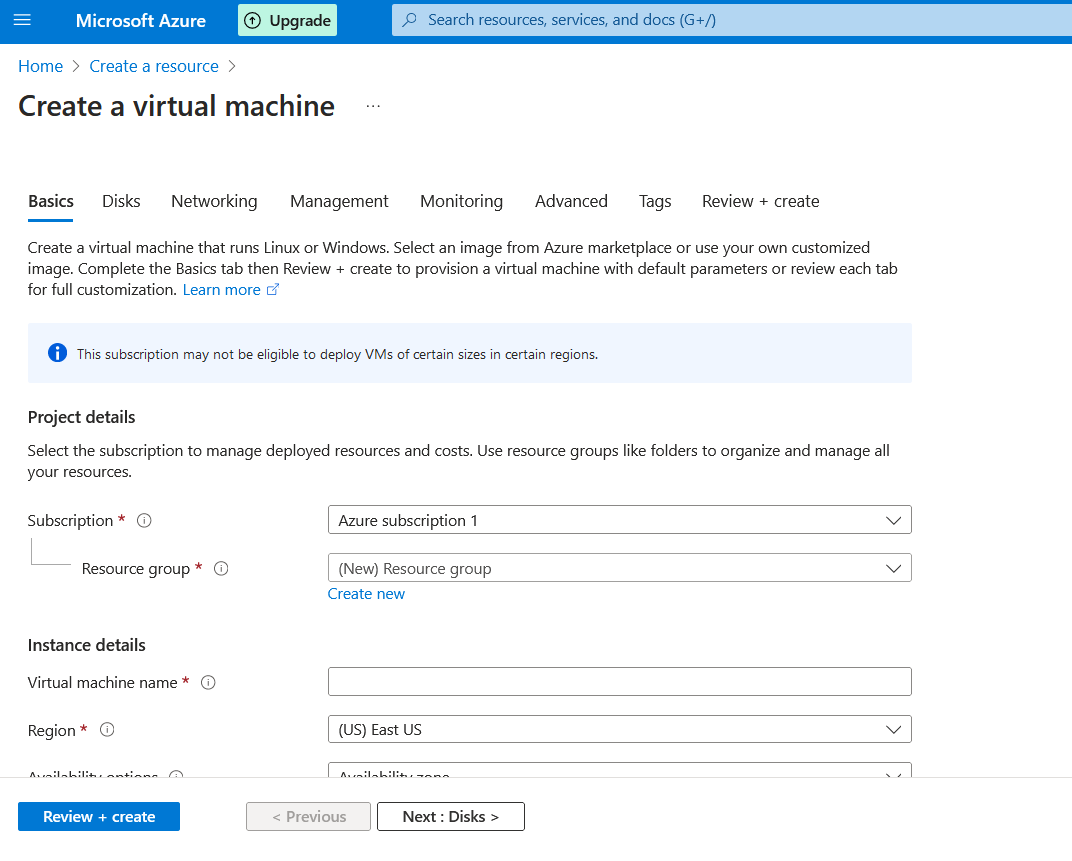 Microsoft Azure Upgrade Search resources, services, and docs (G+/)
Home > Create a resource >
Create a virtual machine ...
Basics Disks Networking Management Monitoring Advanced Tags Review + create
Create a virtual machine that runs Linux or Windows. Select an image from Azure marketplace or use your own customized
image. Complete the Basics tab then Review + create to provision a virtual machine with default parameters or review each tab
for full customization. Learn more
This subscription may not be eligible to deploy VMs of certain sizes in certain regions.
Project details
Select the subscription to manage deployed resources and costs. Use resource groups like folders to organize and manage all
your resources.
Subscription * Azure subscription 1
Resource group * (New) Resource group
Create new
Instance details
Virtual machine name *
Region * (US) East US
Availability options Availability zone
Review + create < Previous Next : Disks >